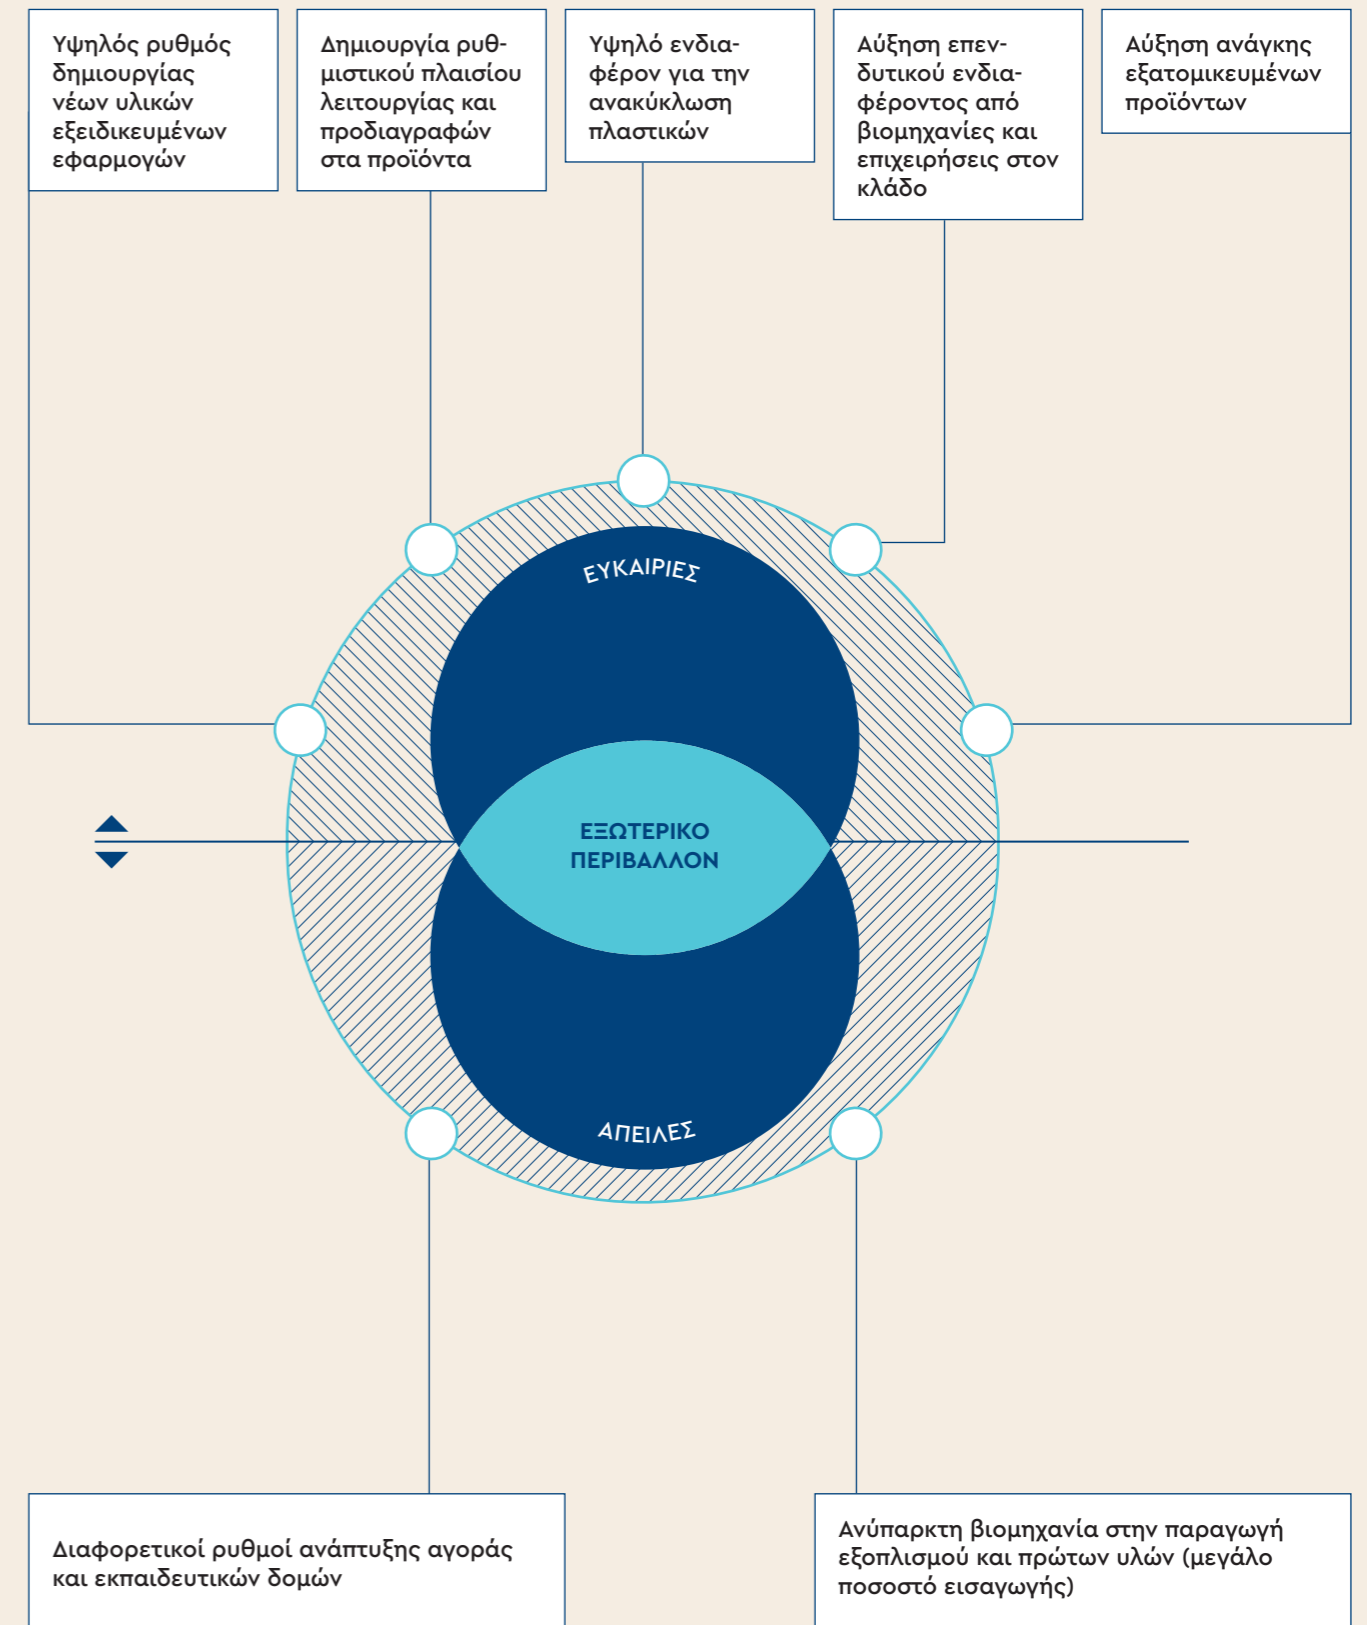 Υψηλός ρυθμός
δημιουργίας
νέων υλικών
εξειδικευμένων
εφαρμογών
Δημιουργία ρυθ-
μιστικού πλαισίου
λειτουργίας και
προδιαγραφών
στα προϊόντα
Υψηλό ενδια-
φέρον για την
ανακύκλωση
πλαστικών
Αύξηση επεν-
δυτικού ενδια-
φέροντος από
βιομηχανίες και
επιχειρήσεις στον
κλάδο
Αύξηση ανάγκης
εξατομικευμένων
προϊόντων
ΕΥΚΑΙΡΙΕΣ
ΕΞΩΤΕΡΙΚΟ
ΠΕΡΙΒΑΛΛΟΝ
ΑΠΕΙΛΕΣ
Διαφορετικοί ρυθμοί ανάπτυξης αγοράς
και εκπαιδευτικών δομών
Ανύπαρκτη βιομηχανία στην παραγωγή
εξοπλισμού και πρώτων υλών (μεγάλο
ποσοστό εισαγωγής)